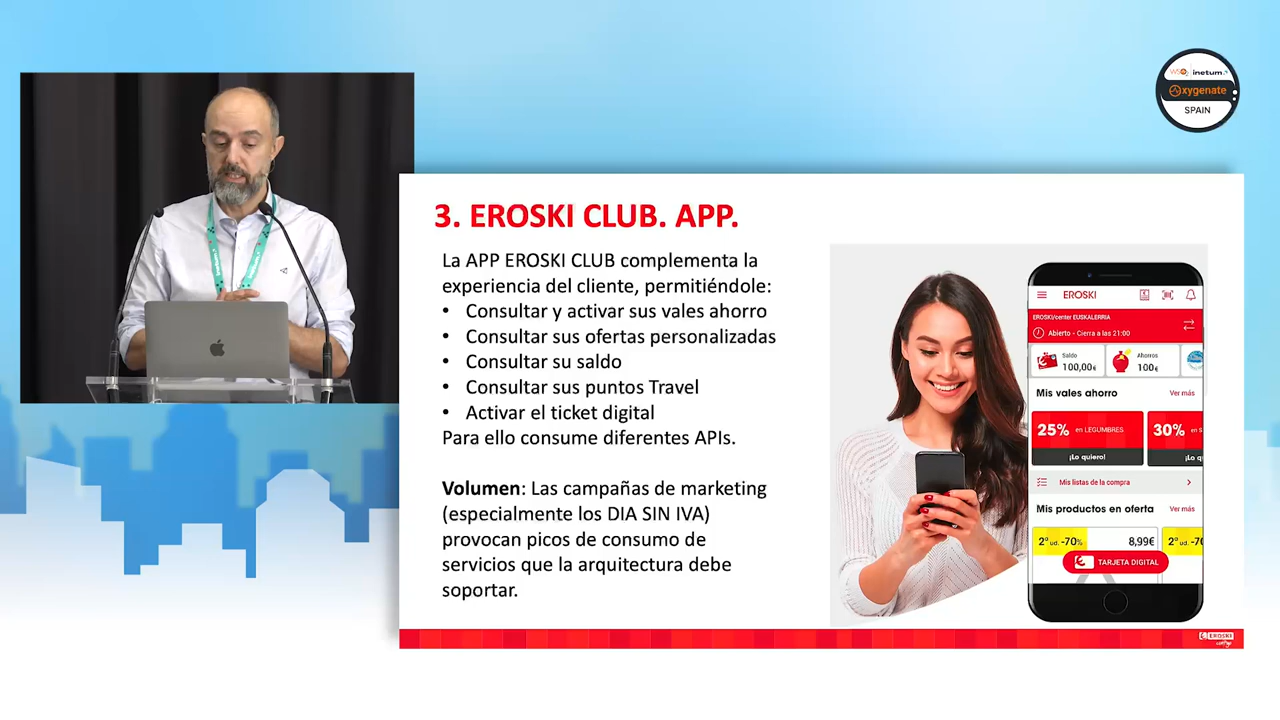 WSO2 inetum.
Oxygenate
SPAIN
3. EROSKI CLUB. APP.
La APP EROSKI CLUB complementa la
experiencia del cliente, permitiéndole:
• Consultar y activar sus vales ahorro
• Consultar sus ofertas personalizadas
• Consultar su saldo
• Consultar sus puntos Travel
• Activar el ticket digital
Para ello consume diferentes APIs.
Volumen: Las campañas de marketing
(especialmente los DIA SIN IVA)
provocan picos de consumo de
servicios que la arquitectura debe
soportar.
EROSKI
EROSKI/center EUSKALERRIA
Abierto - Cierra a las 21:00
Saldo
100,00€
Ahorros
100€
Mis vales ahorro Ver más
25% en LEGUMBRES. 30% en S
¡Lo quiero! ¡Lo q
Mis listas de la compra
Mis productos en oferta Ver más
2ª ud. -70% 8,99€ 2ª ud. -70
TARJETA DIGITAL
EROSKI